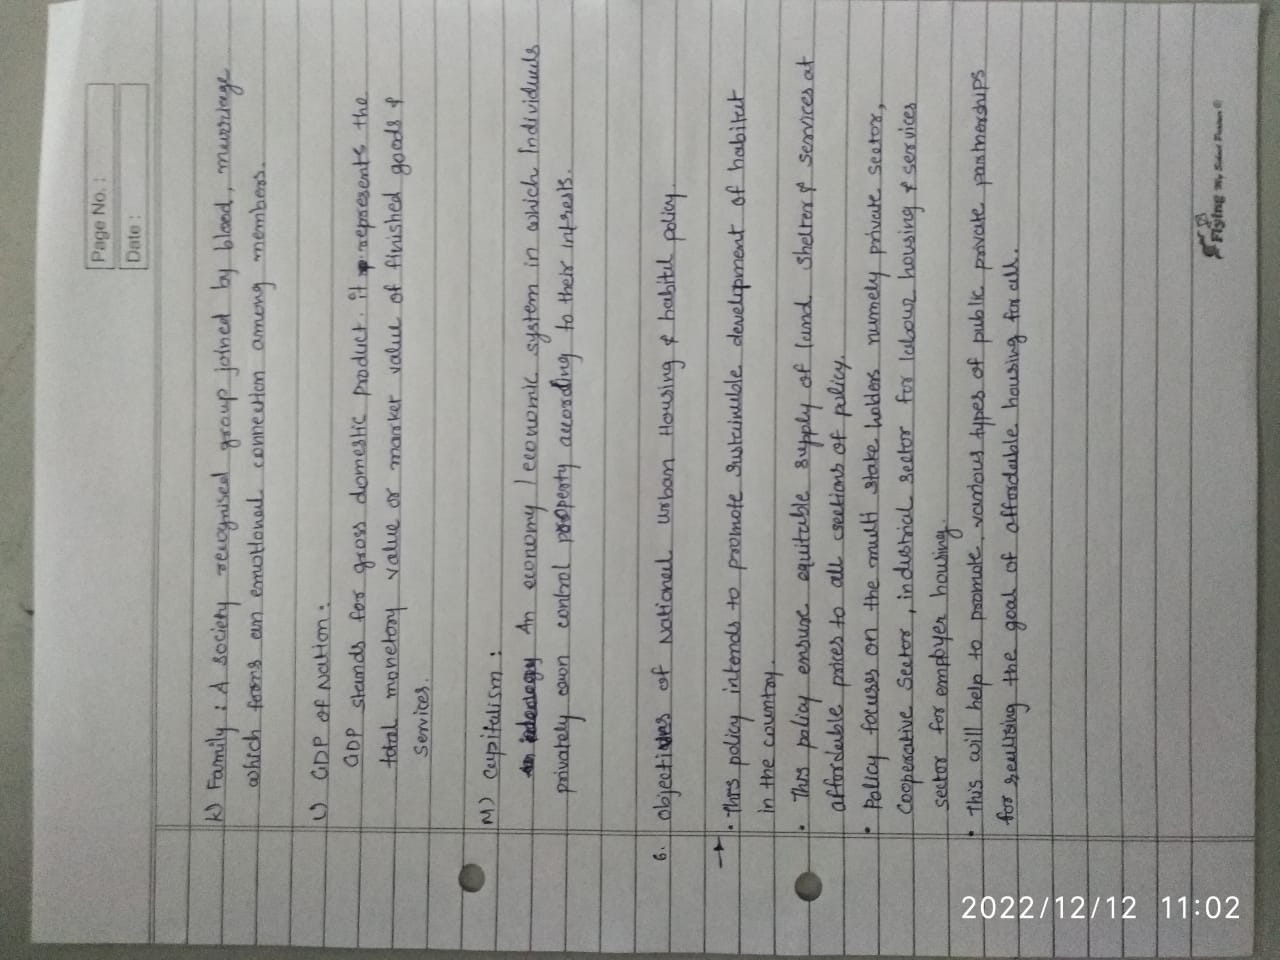 Page No. :
Date :
K) Family : A society recognised group joined by blood, marriage
which forms an emotional connection among members.
L) GDP of Nation :
GDP stands for gross domestic product. it represents the
total monetory value or market value of finished goods &
Services.
M) Capitalism :
An ideology An economy / economic system in which Individuals
privately own control property according to their intrests.
6. Objectives of National Urban Housing & habitat policy.
→ • This policy intends to promote sustainable development of habitat
in the country.
• This policy ensure equitable supply of land shelter & services at
affordable prices to all sections of policy.
• Policy focuses on the multi stake holders namely private sector,
Cooperative Sector, industrial sector for labour housing & services
sector for employer housing.
• This will help to promote various types of public private partnerships
for realising the goal of affordable housing for all.
2022/12/12 11:02
Flying